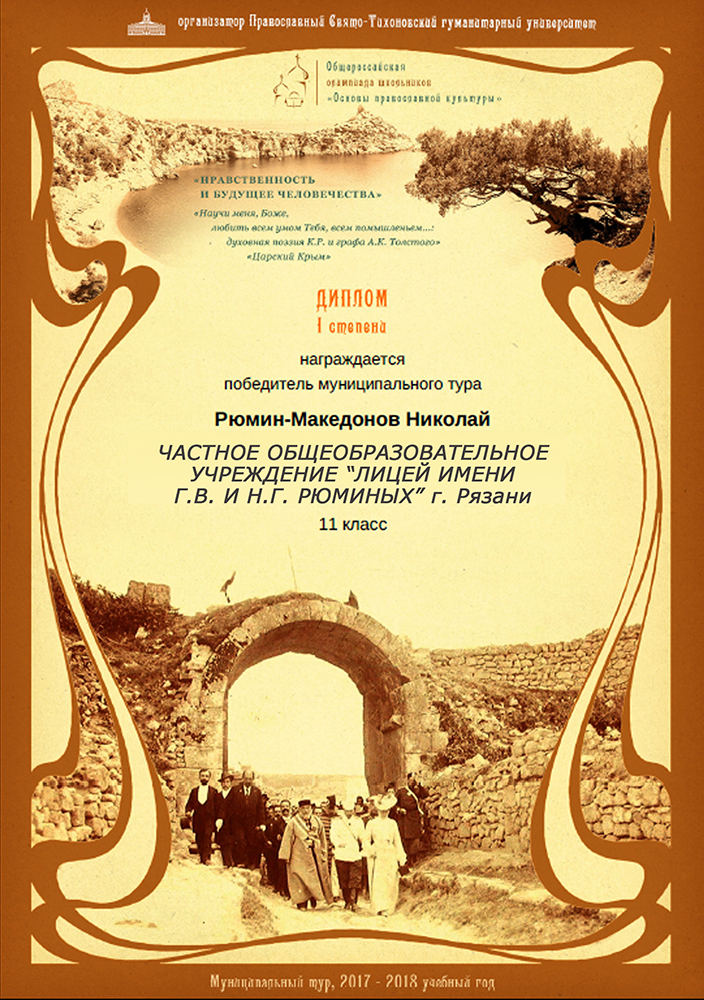 организатор Православный Свято-Тихоновский гуманитарный университет
Общероссийская
олимпиада школьников
«Основы православной культуры»
«НРАВСТВЕННОСТЬ
И БУДУЩЕЕ ЧЕЛОВЕЧЕСТВА»
«Научи меня, Боже,
любить всем умом Тебя, всем помышленьем...:
духовная поэзия К.Р. и графа А.К. Толстого»
«Царский Крым»
ДИПЛОМ
I степени
награждается
победитель муниципального тура
Рюмин-Македонов Николай
ЧАСТНОЕ ОБЩЕОБРАЗОВАТЕЛЬНОЕ
УЧРЕЖДЕНИЕ “ЛИЦЕЙ ИМЕНИ
Г.В. И Н.Г. РЮМИНЫХ” г. Рязани
11 класс
Муниципальный тур, 2017 - 2018 учебный год